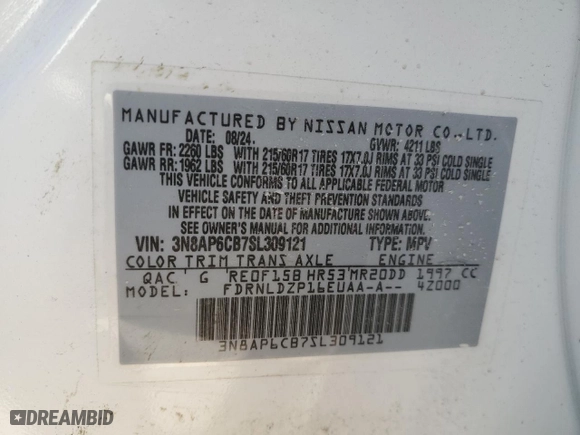 MANUFACTURED BY NISSAN MOTOR CO.,LTD.
DATE: 08/24. GVWR: 4211 LBS
GAWR FR: 2260 LBS WITH 215/60R17 TIRES 17X7.0J RIMS AT 33 PSI COLD SINGLE
GAWR RR: 1962 LBS WITH 215/60R17 TIRES 17X7.0J RIMS AT 33 PSI COLD SINGLE
THIS VEHICLE CONFORMS TO ALL APPLICABLE FEDERAL MOTOR
VEHICLE SAFETY AND THEFT PREVENTION STANDARDS
IN EFFECT ON THE DATE OF MANUFACTURE SHOWN ABOVE.
SEE OWNER'S MANUAL
VIN: 3N8AP6CB7SL309121 TYPE: MPV
COLOR TRIM TRANS AXLE ENGINE
QAC G RE0F15B HR53 MR20DD 1997 CC
MODEL: FDRNLDZP16EUAA-A-- 4Z000
3N8AP6CB7SL309121
DREAMBID